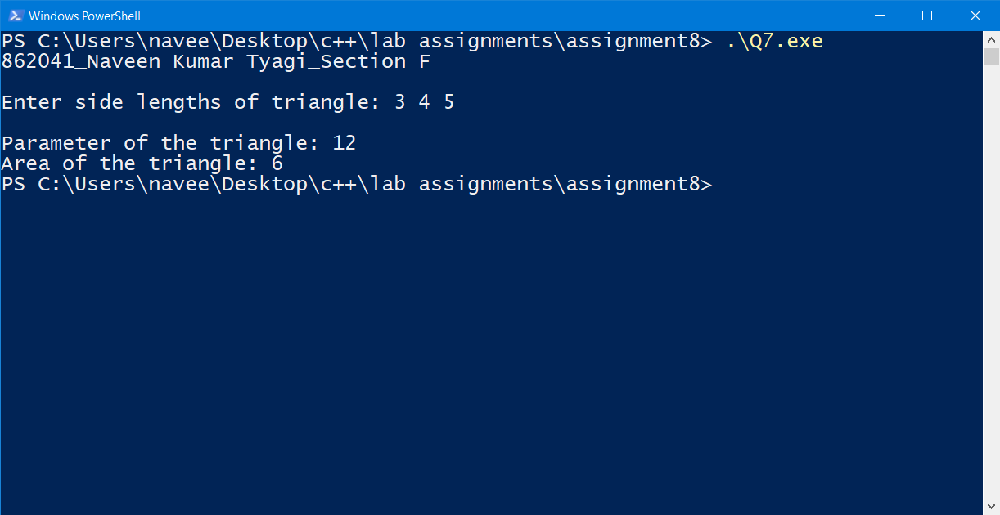 Windows PowerShell
PS C:\Users\navee\Desktop\c++\lab assignments\assignment8> .\Q7.exe
862041_Naveen Kumar Tyagi_Section F
Enter side lengths of triangle: 3 4 5
Parameter of the triangle: 12
Area of the triangle: 6
PS C:\Users\navee\Desktop\c++\lab assignments\assignment8>